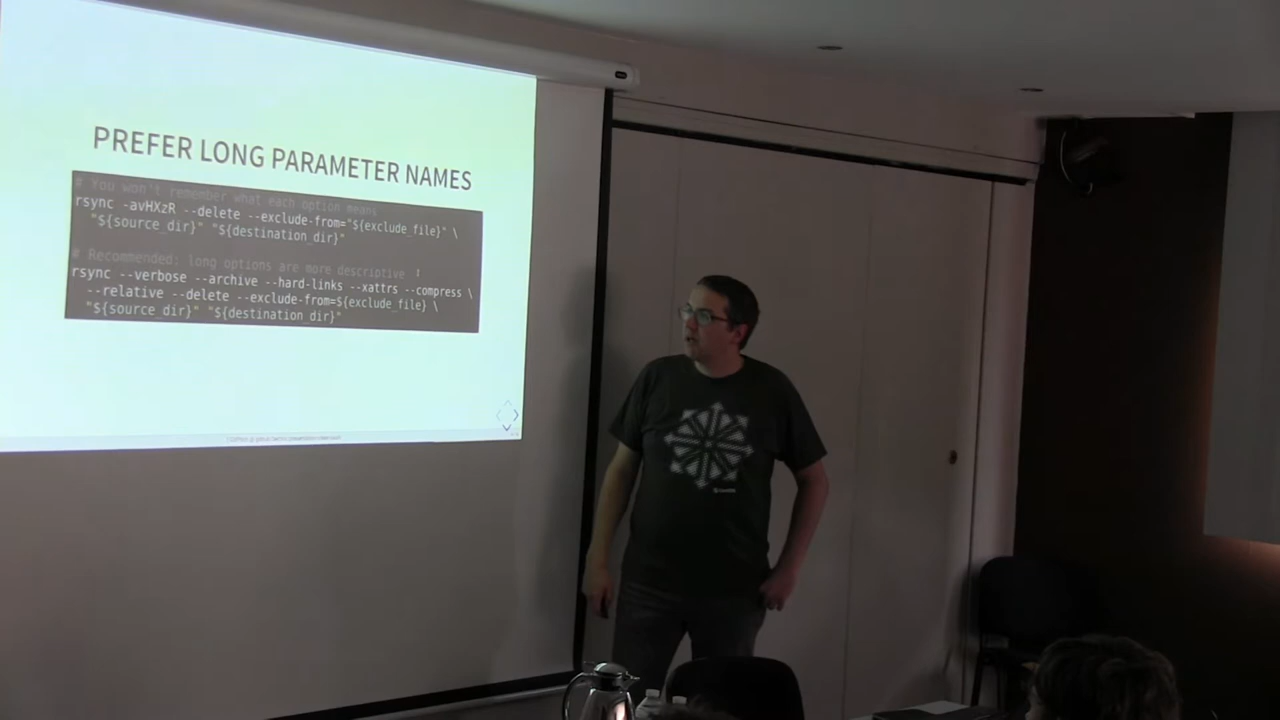 PREFER LONG PARAMETER NAMES
# You won't remember what each option means
rsync -avHXzR --delete --exclude-from="${exclude_file}" \
"${source_dir}" "${destination_dir}"
# Recommended: long options are more descriptive
rsync --verbose --archive --hard-links --xattrs --compress \
--relative --delete --exclude-from=${exclude_file} \
"${source_dir}" "${destination_dir}"